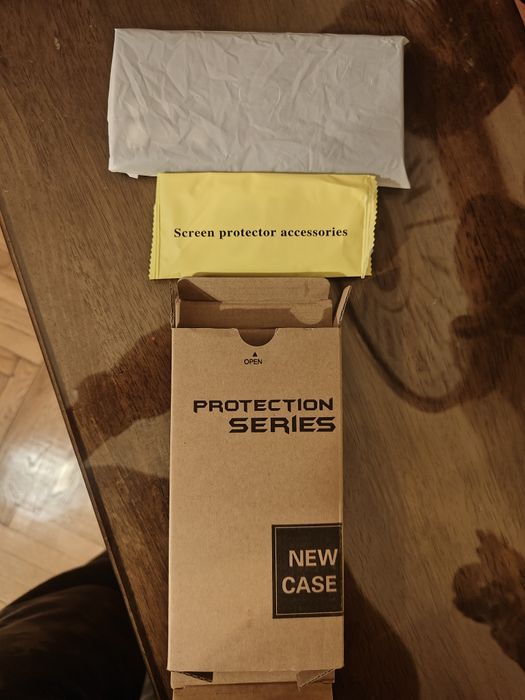 Screen protector accessories
OPEN
PROTECTION
SERIES
NEW
CASE